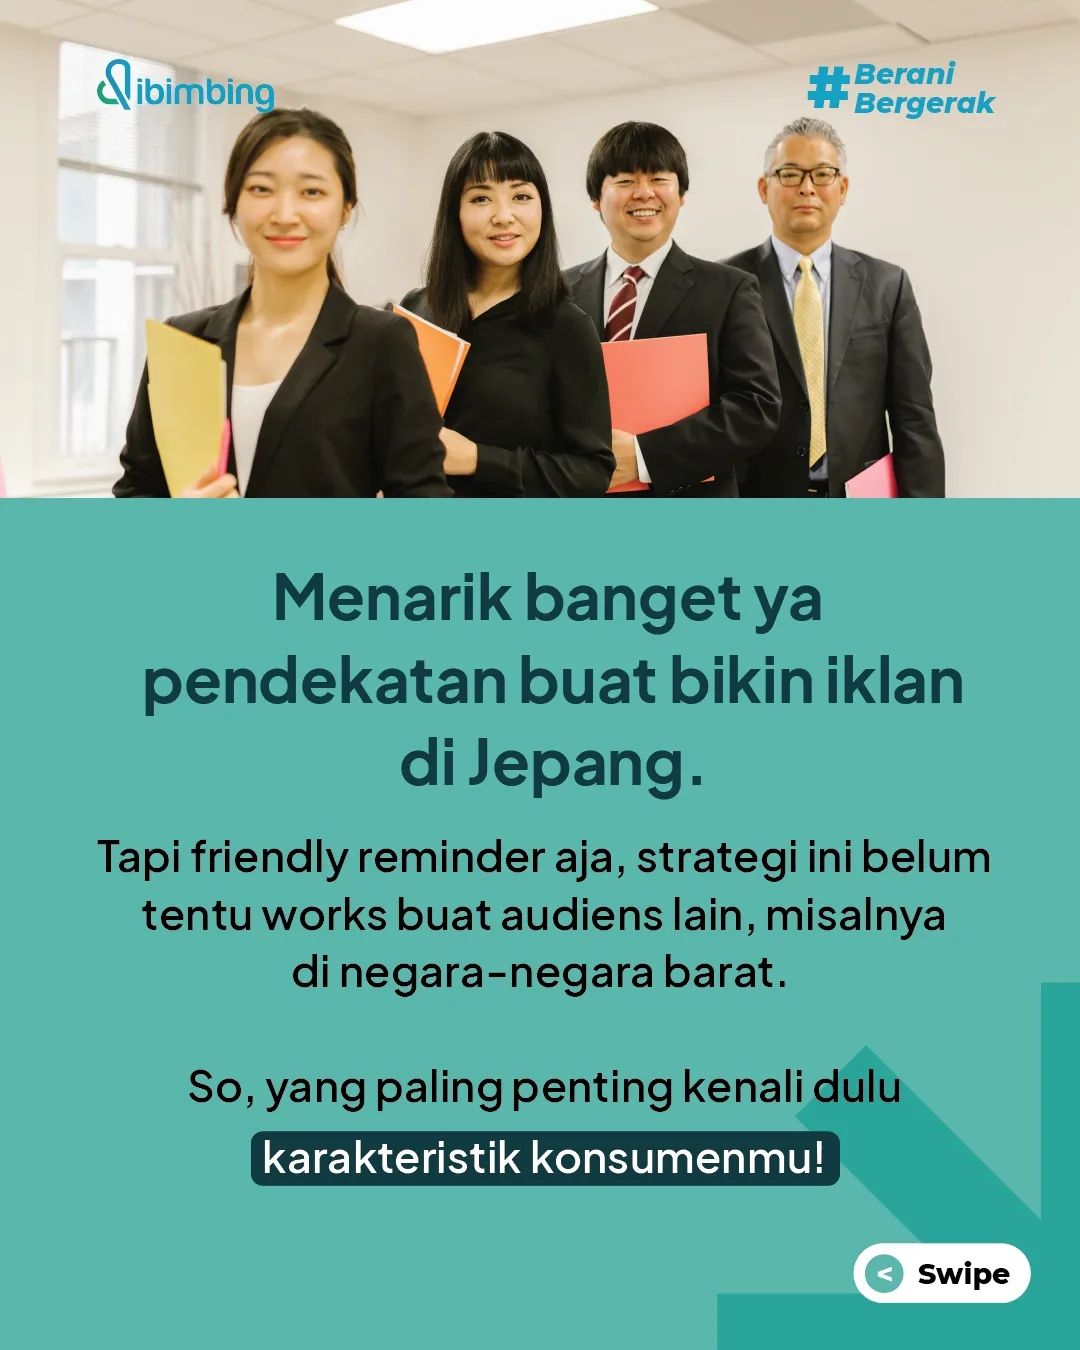 dibimbing
#Berani
Bergerak
Menarik banget ya
pendekatan buat bikin iklan
di Jepang.
Tapi friendly reminder aja, strategi ini belum
tentu works buat audiens lain, misalnya
di negara-negara barat.
So, yang paling penting kenali dulu
karakteristik konsumenmu!
< Swipe